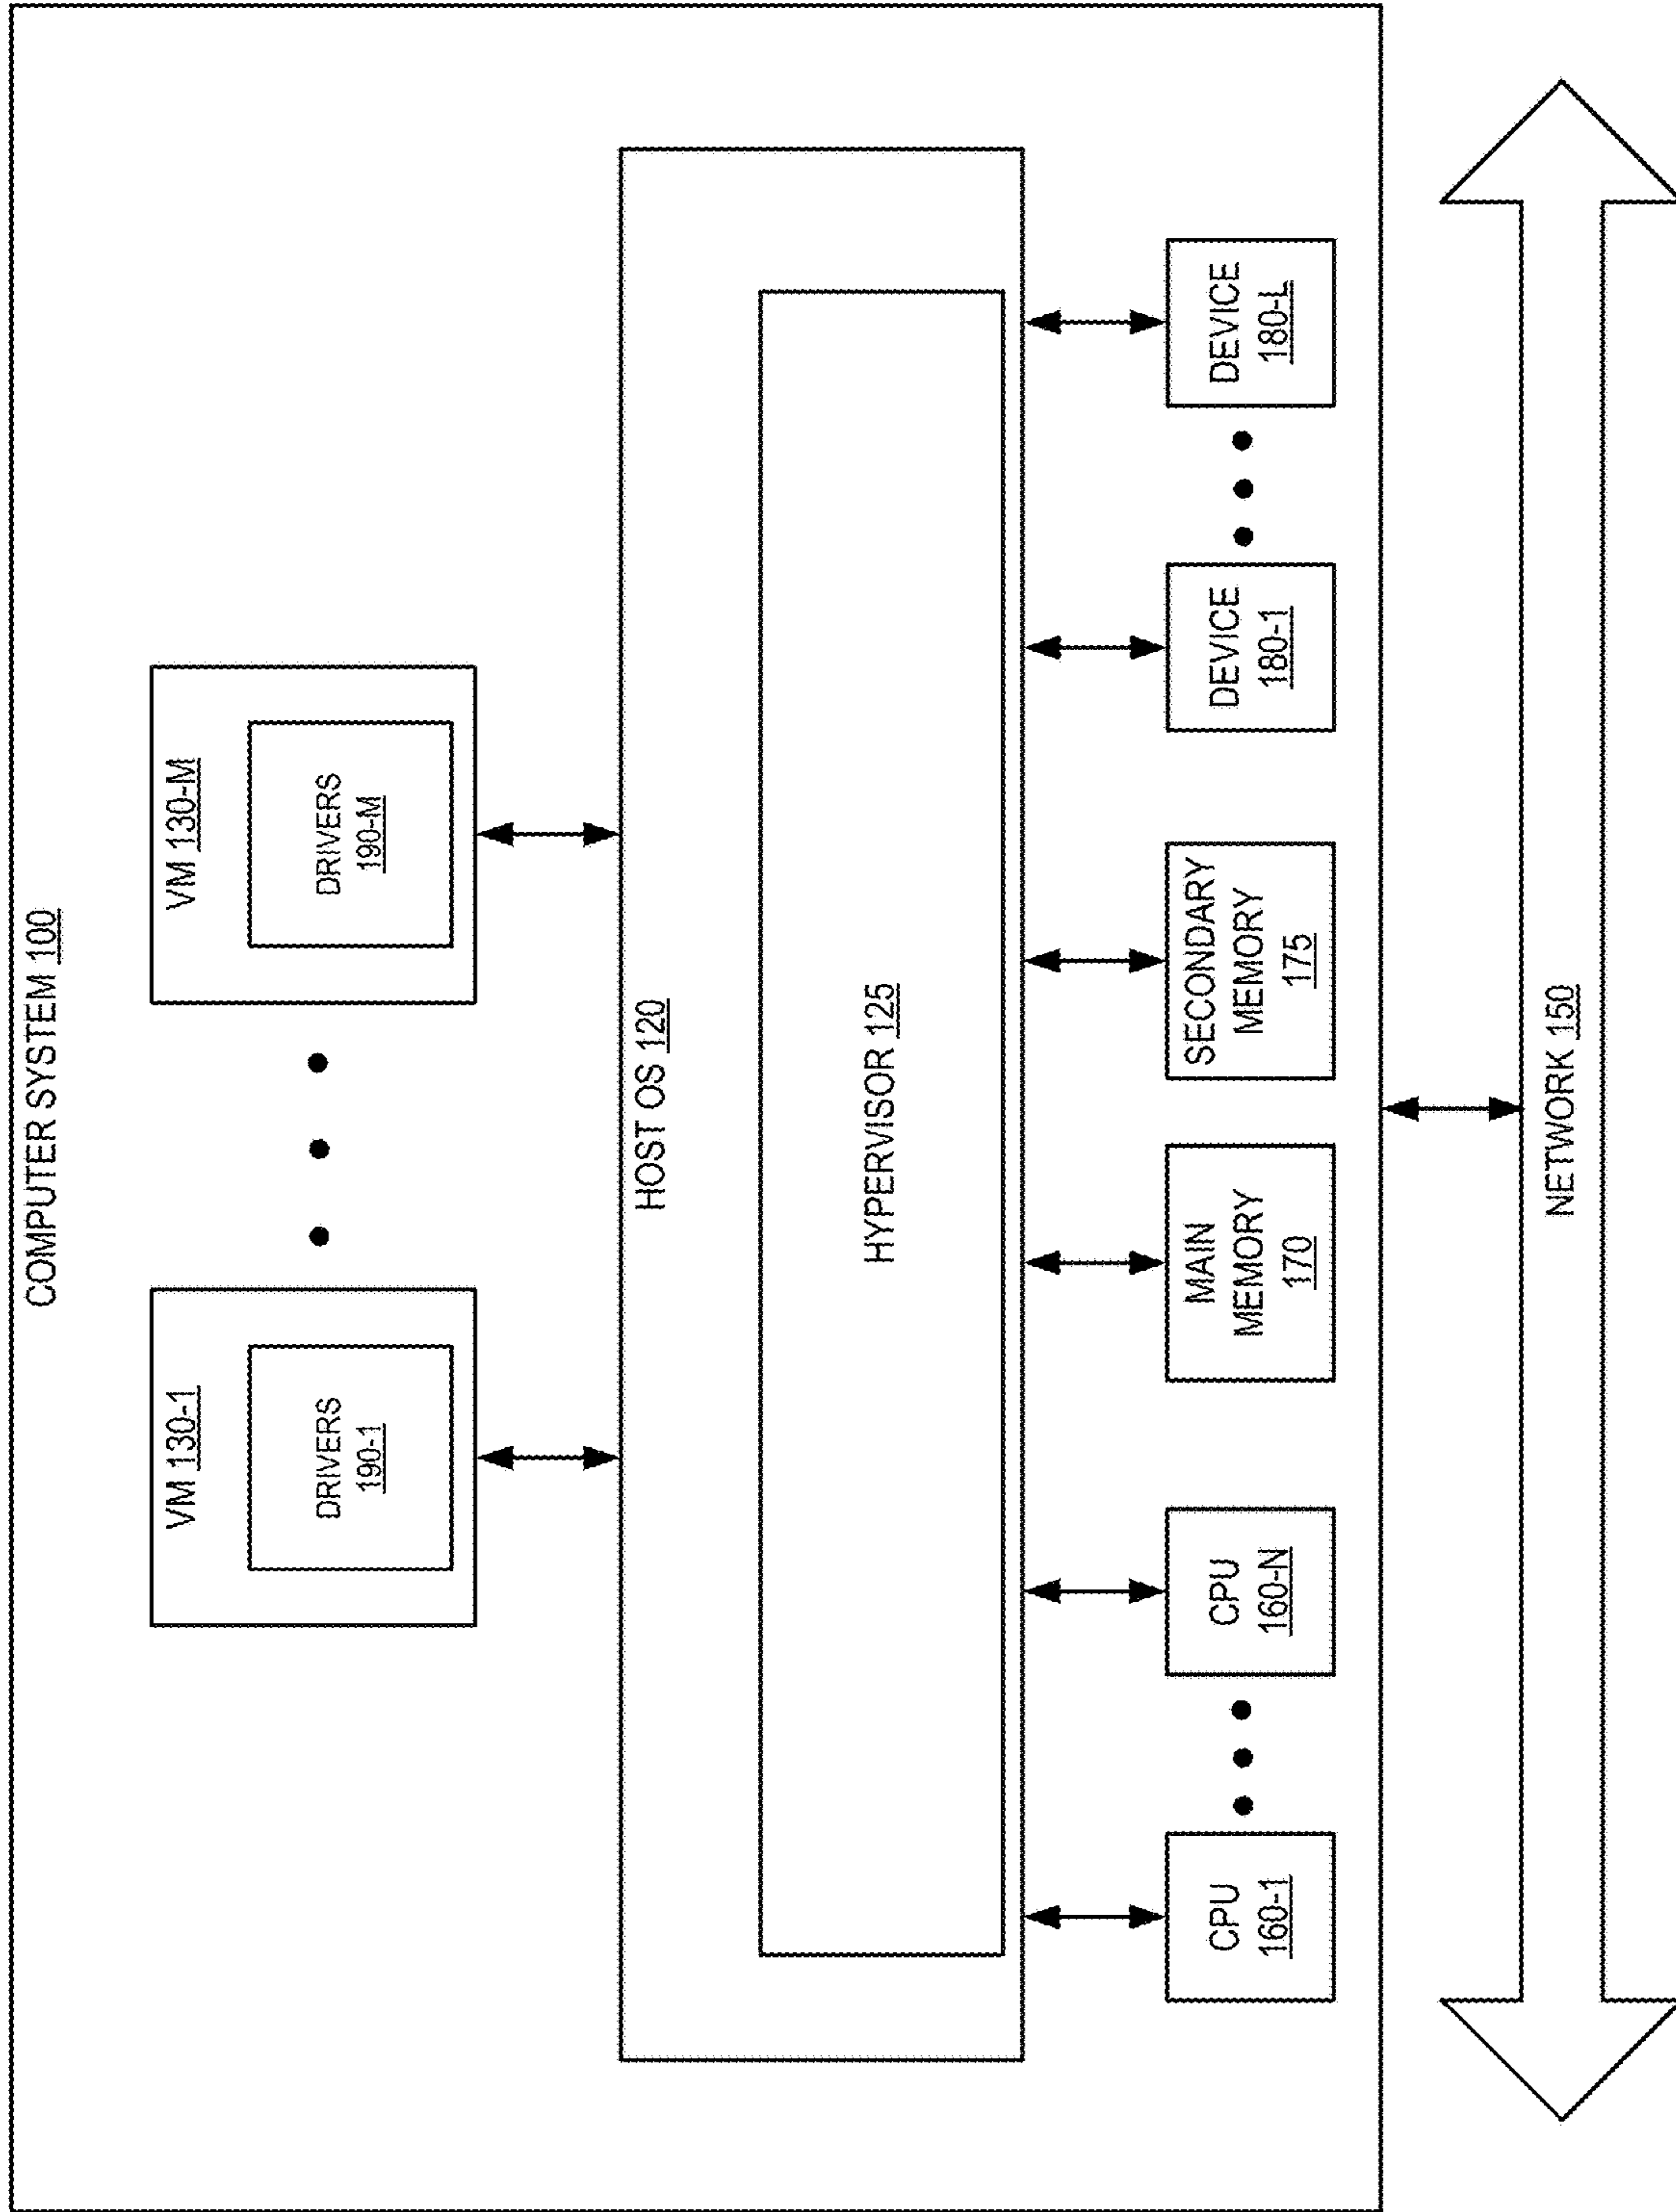 COMPUTER SYSTEM 100
VM 130-1
DRIVERS
190-1
VM 130-M
DRIVERS
190-M
HOST OS 120
HYPERVISOR 125
CPU
160-1
CPU
160-N
MAIN
MEMORY
170
SECONDARY
MEMORY
175
DEVICE
180-1
DEVICE
180-L
NETWORK 150